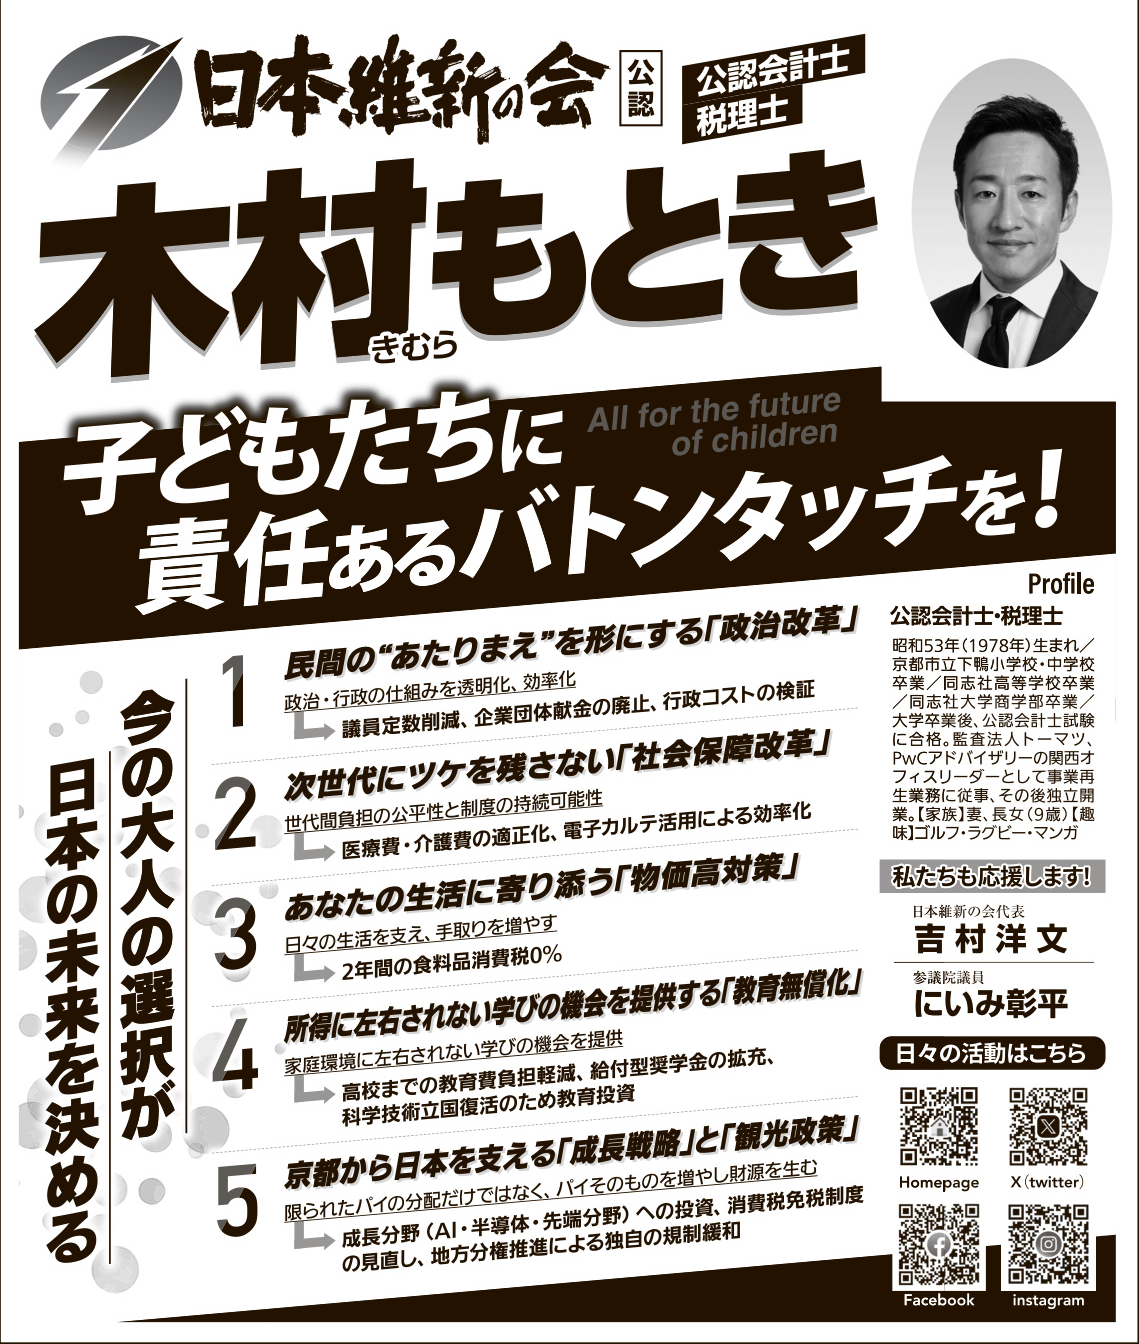 日本維新の会
公認
公認会計士
税理士
木村もとき
きむら
子どもたちに
責任あるバトンタッチを!
All for the future
of children
今の大人の選択が
日本の未来を決める
1
民間の“あたりまえ”を形にする「政治改革」
政治・行政の仕組みを透明化、効率化
議員定数削減、企業団体献金の廃止、行政コストの検証
2
次世代にツケを残さない「社会保障改革」
世代間負担の公平性と制度の持続可能性
医療費・介護費の適正化、電子カルテ活用による効率化
3
あなたの生活に寄り添う「物価高対策」
日々の生活を支え、手取りを増やす
2年間の食料品消費税0%
4
所得に左右されない学びの機会を提供する「教育無償化」
家庭環境に左右されない学びの機会を提供
高校までの教育費負担軽減、給付型奨学金の拡充、
科学技術立国復活のため教育投資
5
京都から日本を支える「成長戦略」と「観光政策」
限られたパイの分配だけではなく、パイそのものを増やし財源を生む
成長分野(AI・半導体・先端分野)への投資、消費税免税制度
の見直し、地方分権推進による独自の規制緩和
Profile
公認会計士・税理士
昭和53年(1978年)生まれ/
京都市立下鴨小学校・中学校
卒業/同志社高等学校卒業
/同志社大学商学部卒業/
大学卒業後、公認会計士試験
に合格。監査法人トーマツ、
PwCアドバイザリーの関西オ
フィスリーダーとして事業再
生業務に従事、その後独立開
業。【家族】妻、長女(9歳)【趣
味】ゴルフ・ラグビー・マンガ
私たちも応援します!
日本維新の会代表
吉村洋文
参議院議員
にいみ彰平
日々の活動はこちら
Homepage
X(twitter)
Facebook
instagram